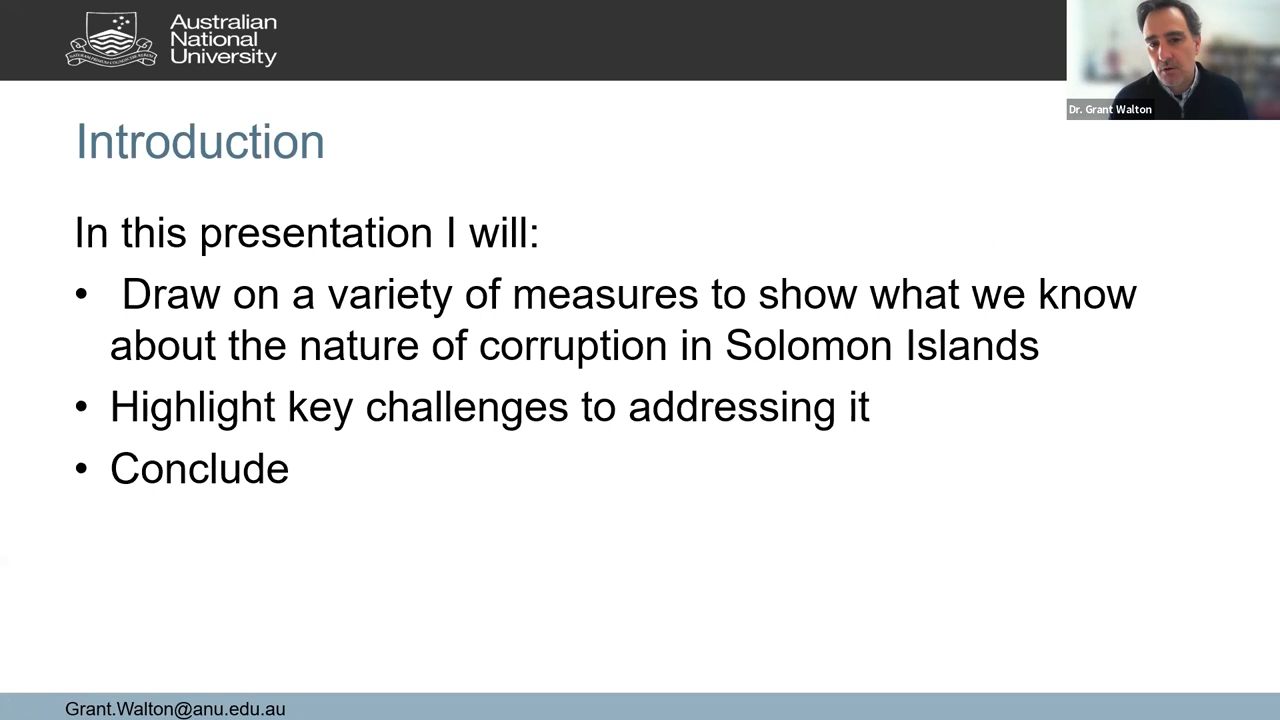 Australian
National
University
Dr. Grant Walton
Introduction
In this presentation I will:
• Draw on a variety of measures to show what we know
about the nature of corruption in Solomon Islands
• Highlight key challenges to addressing it
• Conclude
Grant.Walton@anu.edu.au